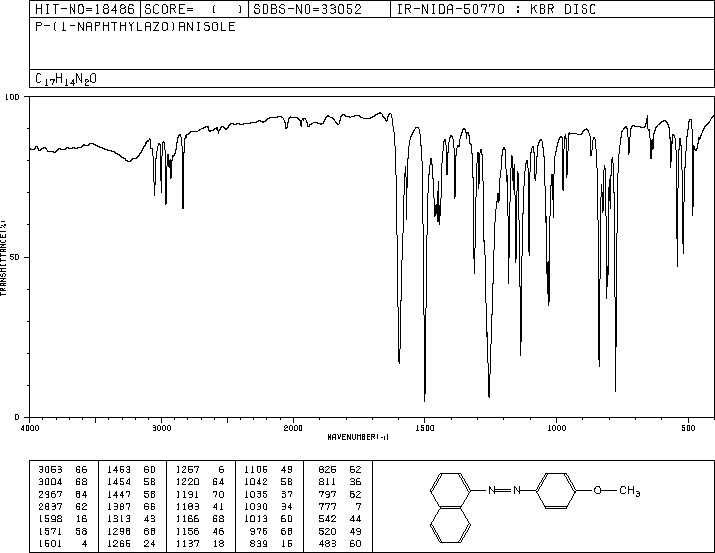 HIT-NO=18486 SCORE= ( ) SDBS-NO=33052 IR-NIDA-50770 : KBR DISC
P-(1-NAPHTHYLAZO)ANISOLE
C17H14N2O
100
50
0
TRANSMITTANCE(%)
4000 3000 2000 1500 1000 500
WAVENUMBER(-1)
3063 66 1463 60 1257 6 1106 49 826 62
3004 68 1454 58 1220 64 1042 58 811 36
2967 64 1447 58 1191 70 1035 37 797 62
2837 62 1387 66 1183 41 1030 34 777 7
1598 16 1313 43 1166 68 1013 60 542 44
1571 58 1298 68 1156 46 976 68 520 49
1501 4 1265 24 1137 18 839 15 483 60
N=N O-CH3